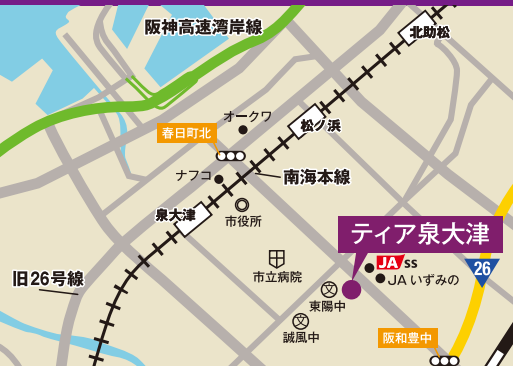 阪神高速湾岸線
北助松
オークワ
松ノ浜
春日町北
ナフコ
南海本線
泉大津
市役所
ティア泉大津
市立病院
JA SS
26
JA いずみの
旧26号線
文
東陽中
文
誠風中
阪和豊中